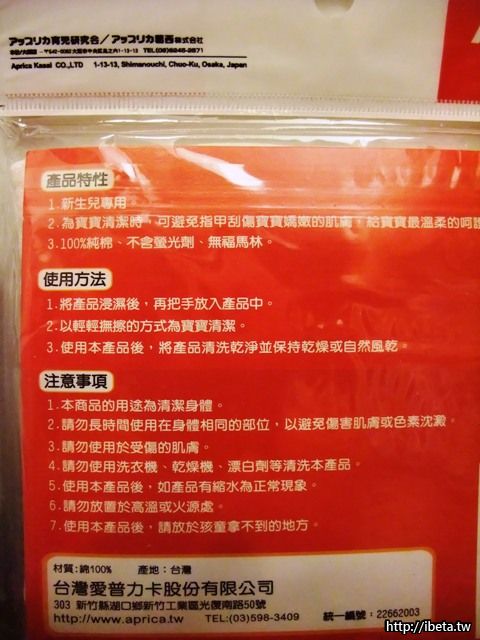 アップリカ育児研究会／アップリカ葛西株式会社
Aprica Kasai CO.,LTD 1-13-13, Shimanouchi, Chuo-Ku, Osaka, Japan
產品特性
1.新生兒專用。
2.為寶寶清潔時，可避免指甲刮傷寶寶嬌嫩的肌膚，給寶寶最溫柔的呵護
3.100%純棉、不含螢光劑、無福馬林。
使用方法
1.將產品浸濕後，再把手放入產品中。
2.以輕輕撫擦的方式為寶寶清潔。
3.使用本產品後，將產品清洗乾淨並保持乾燥或自然風乾。
注意事項
1.本商品的用途為清潔身體。
2.請勿長時間使用在身體相同的部位，以避免傷害肌膚或色素沈澱。
3.請勿使用於受傷的肌膚。
4.請勿使用洗衣機、乾燥機、漂白劑等清洗本產品。
5.使用本產品後，如產品有縮水為正常現象。
6.請勿放置於高溫或火源處。
7.使用本產品後，請放於孩童拿不到的地方。
材質：綿100% 產地：台灣
台灣愛普力卡股份有限公司
303 新竹縣湖口鄉新竹工業區光復南路50號
http://www.aprica.tw TEL:(03)598-3409 統一編號：22662003
http://ibeta.tw